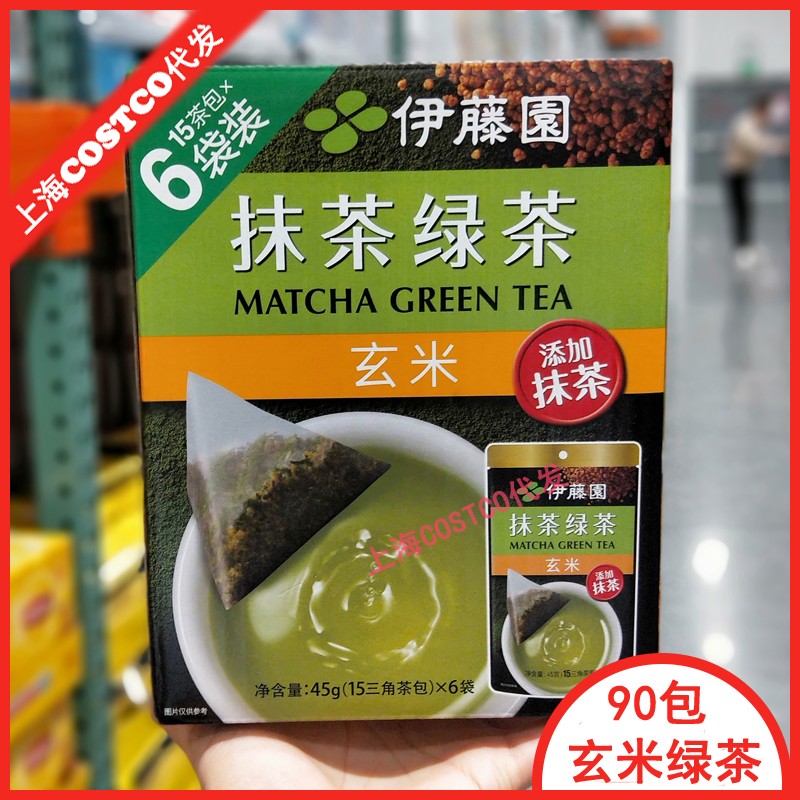 上海COSTCO代发
15茶包×
6袋装
伊藤園
抹茶绿茶
MATCHA GREEN TEA
玄米
添加
抹茶
伊藤園
抹茶绿茶
MATCHA GREEN TEA
玄米
添加
抹茶
上海COSTCO代发
净含量:45g(15三角茶包)×6袋
图片仅供参考
90包
玄米绿茶